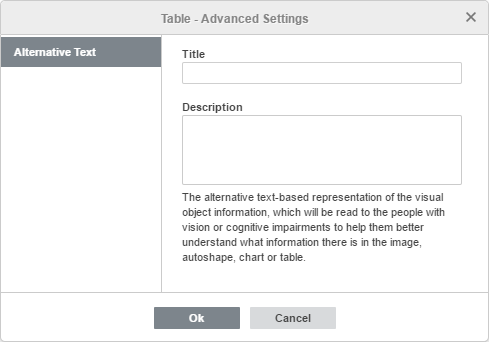 Table - Advanced Settings
Alternative Text
Title
Description
The alternative text-based representation of the visual
object information, which will be read to the people with
vision or cognitive impairments to help them better
understand what information there is in the image,
autoshape, chart or table.
Ok
Cancel